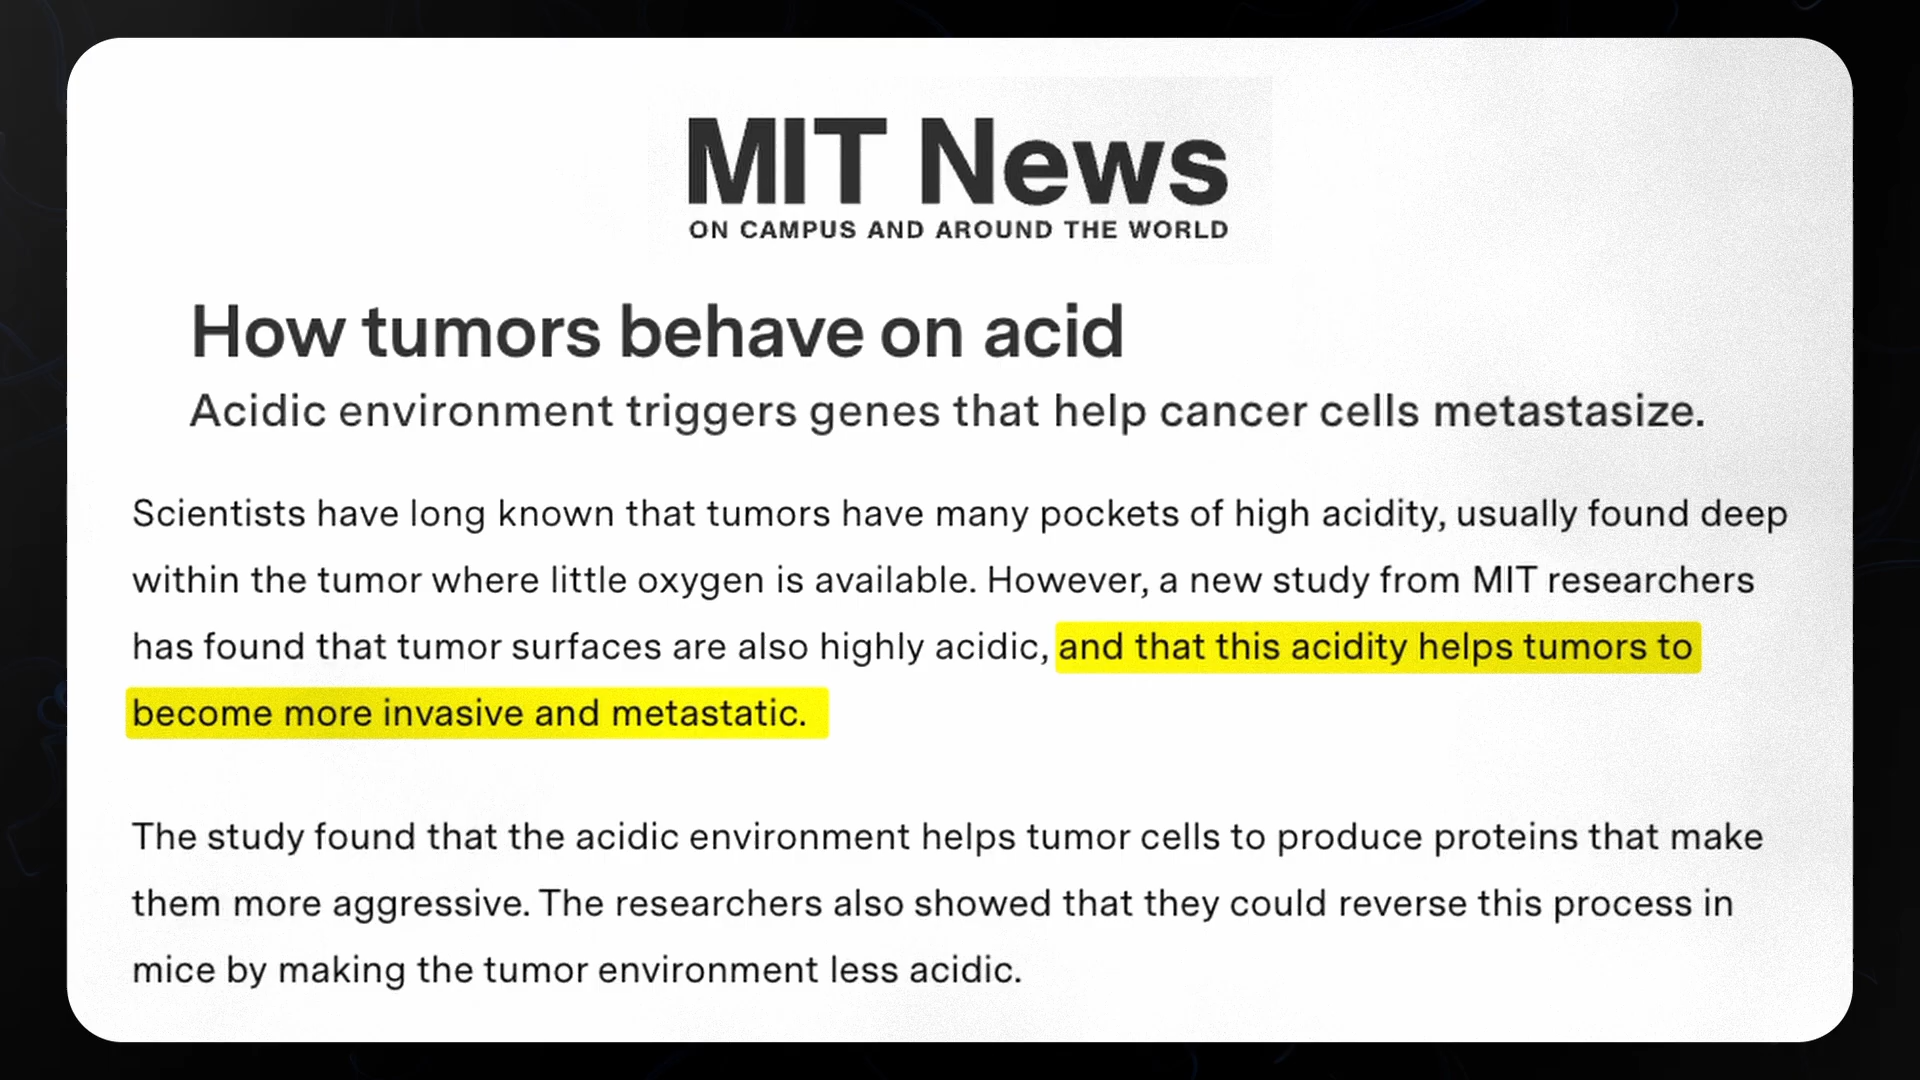 MIT News
ON CAMPUS AND AROUND THE WORLD
How tumors behave on acid
Acidic environment triggers genes that help cancer cells metastasize.
Scientists have long known that tumors have many pockets of high acidity, usually found deep
within the tumor where little oxygen is available. However, a new study from MIT researchers
has found that tumor surfaces are also highly acidic, and that this acidity helps tumors to
become more invasive and metastatic.
The study found that the acidic environment helps tumor cells to produce proteins that make
them more aggressive. The researchers also showed that they could reverse this process in
mice by making the tumor environment less acidic.